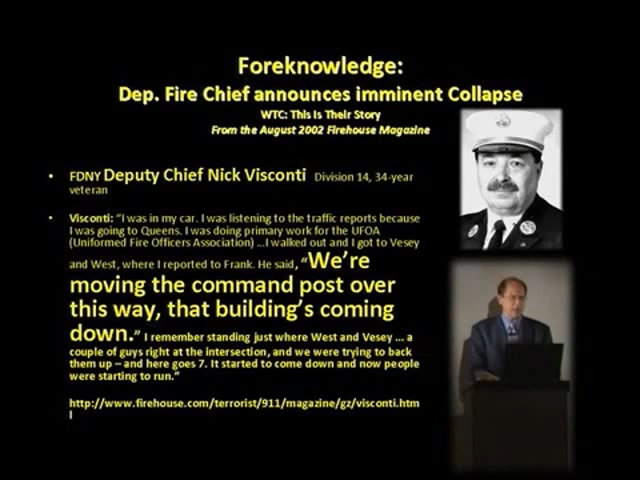 Foreknowledge:
Dep. Fire Chief announces imminent Collapse
WTC: This Is Their Story
From the August 2002 Firehouse Magazine
• FDNY Deputy Chief Nick Visconti Division 14, 34-year
veteran
• Visconti: “I was in my car. I was listening to the traffic reports because
I was going to Queens. I was doing primary work for the UFOA
(Uniformed Fire Officers Association) …I walked out and I got to Vesey
and West, where I reported to Frank. He said, “We’re
moving the command post over
this way, that building’s coming
down.” I remember standing just where West and Vesey … a
couple of guys right at the intersection, and we were trying to back
them up – and here goes 7. It started to come down and now people
were starting to run.”
http://www.firehouse.com/terrorist/911/magazine/gz/visconti.htm
l